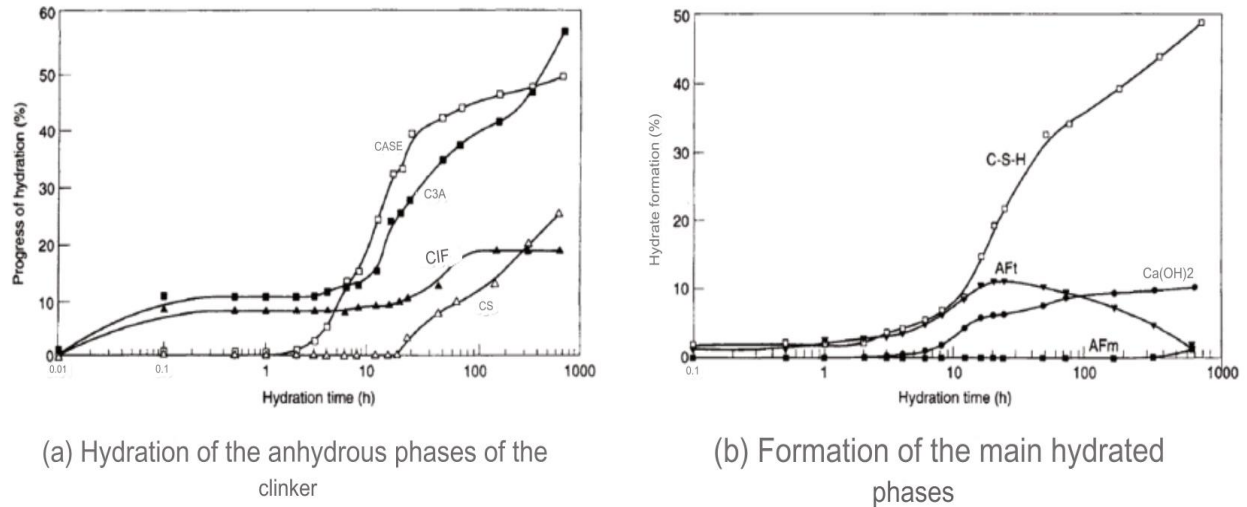 60
50
40
30
20
10
0
Progress of hydration (%)
CASE
C3A
CIF
CS
0.01
0.1
1
10
100
1000
Hydration time (h)
(a) Hydration of the anhydrous phases of the
clinker
50
40
30
20
10
0
Hydrate formation (%)
C-S-H
AFt
Ca(OH)2
AFm
0.1
1
10
100
1000
Hydration time (h)
(b) Formation of the main hydrated
phases